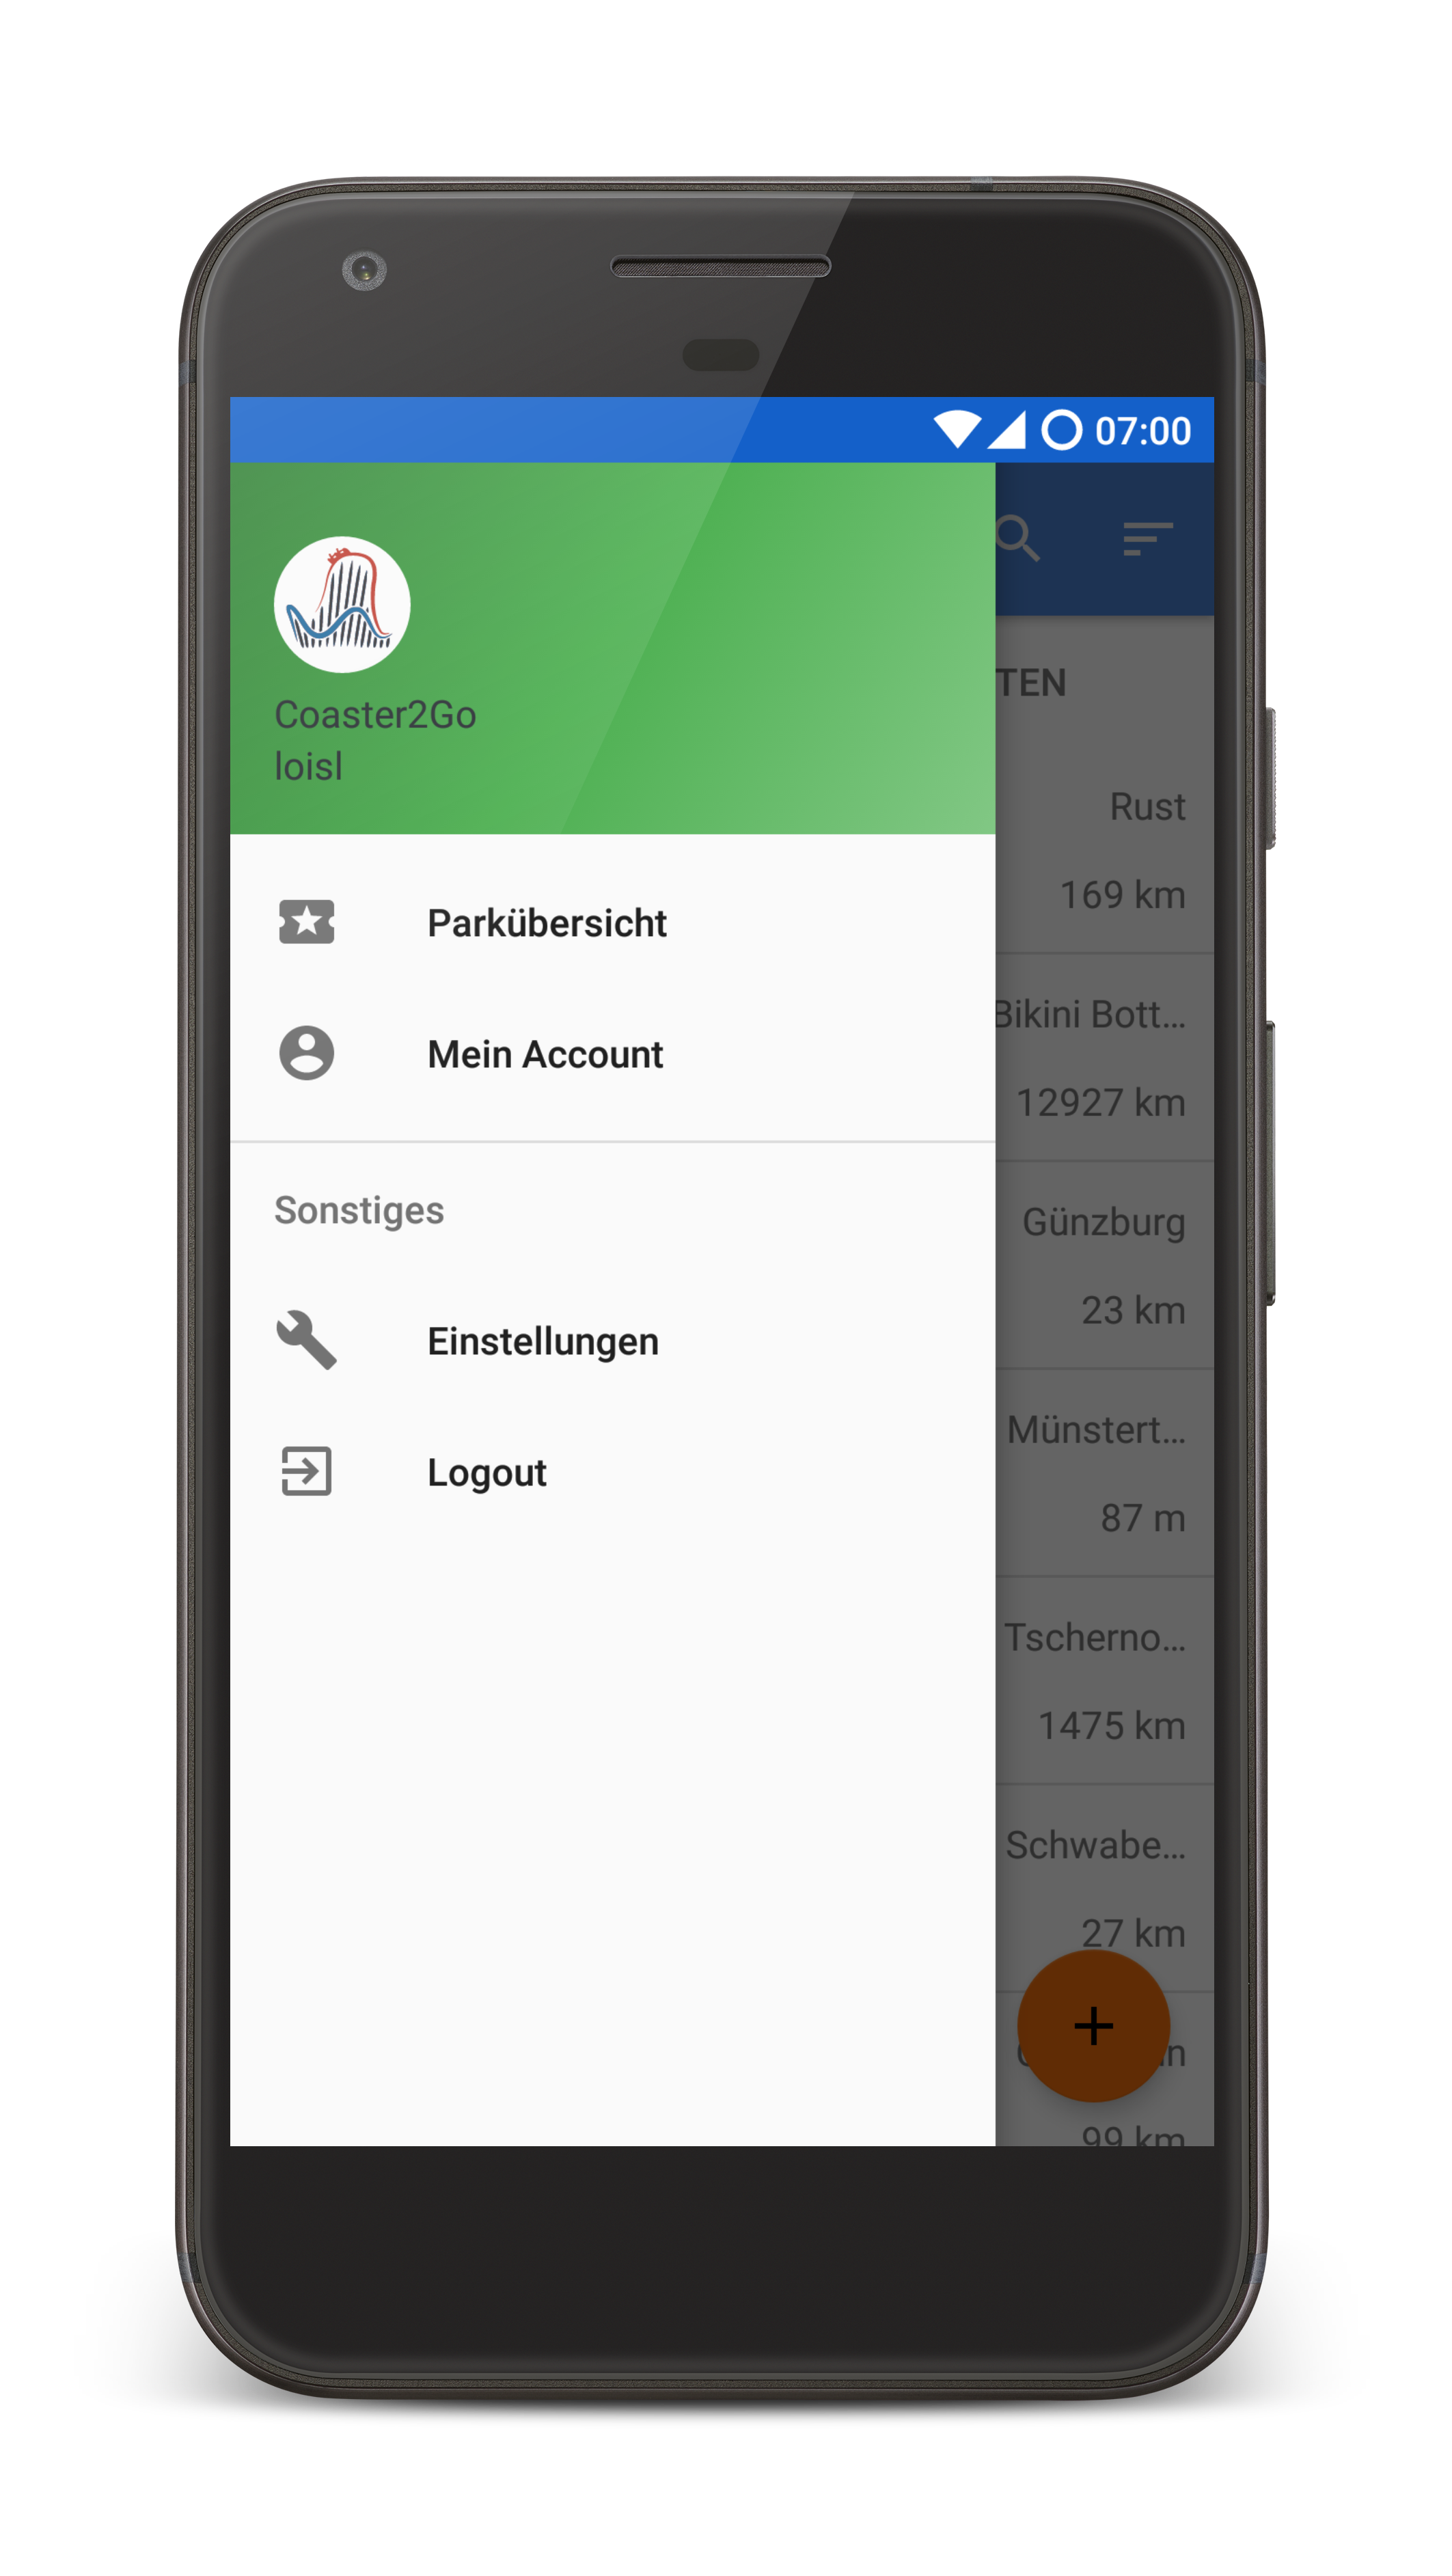 07:00
Coaster2Go
loisl
Parkübersicht
Mein Account
Sonstiges
Einstellungen
Logout
TEN
Rust
169 km
Bikini Bott…
12927 km
Günzburg
23 km
Münstert…
87 m
Tscherno…
1475 km
Schwabe…
27 km
99 km